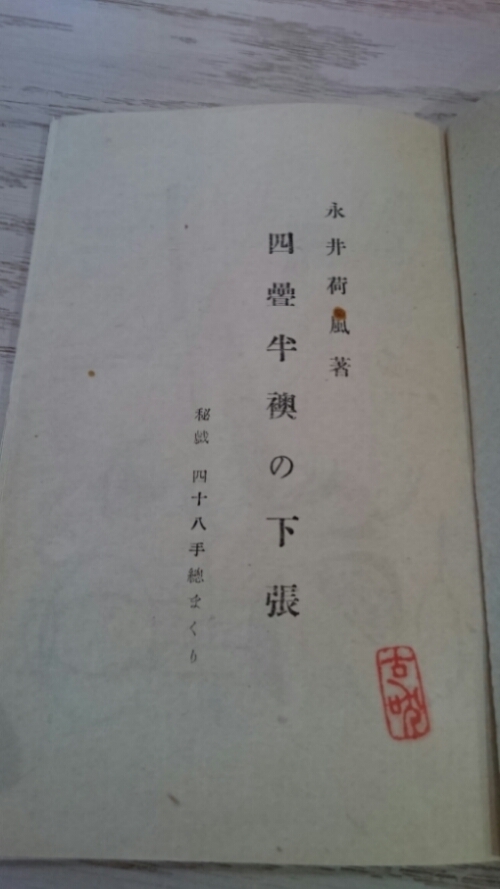 永井荷風著
四疊半襖の下張
秘戯 四十八手總まくり